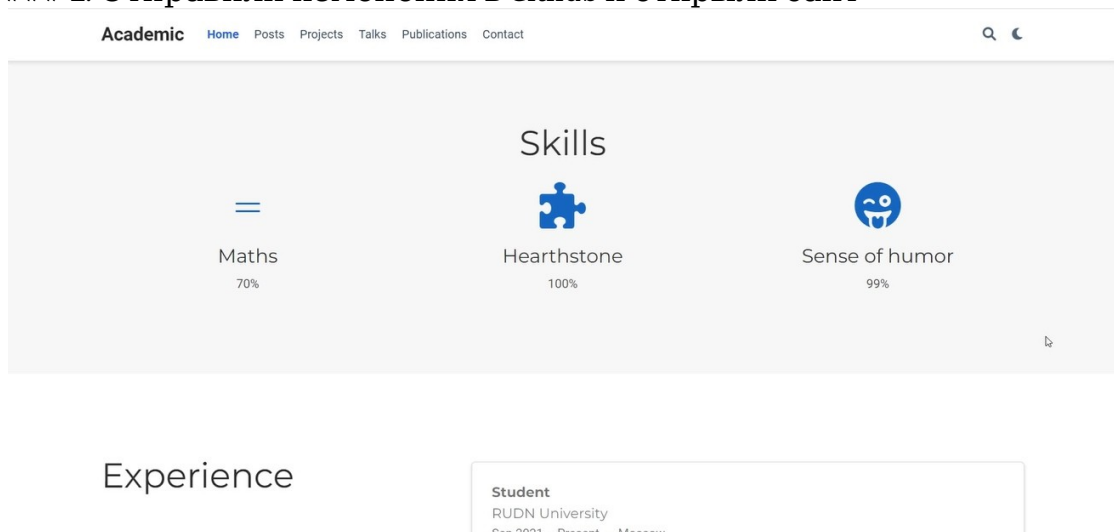 Academic Home Posts Projects Talks Publications Contact
Skills
Maths Hearthstone Sense of humor
70% 100% 99%
Experience
Student
RUDN University